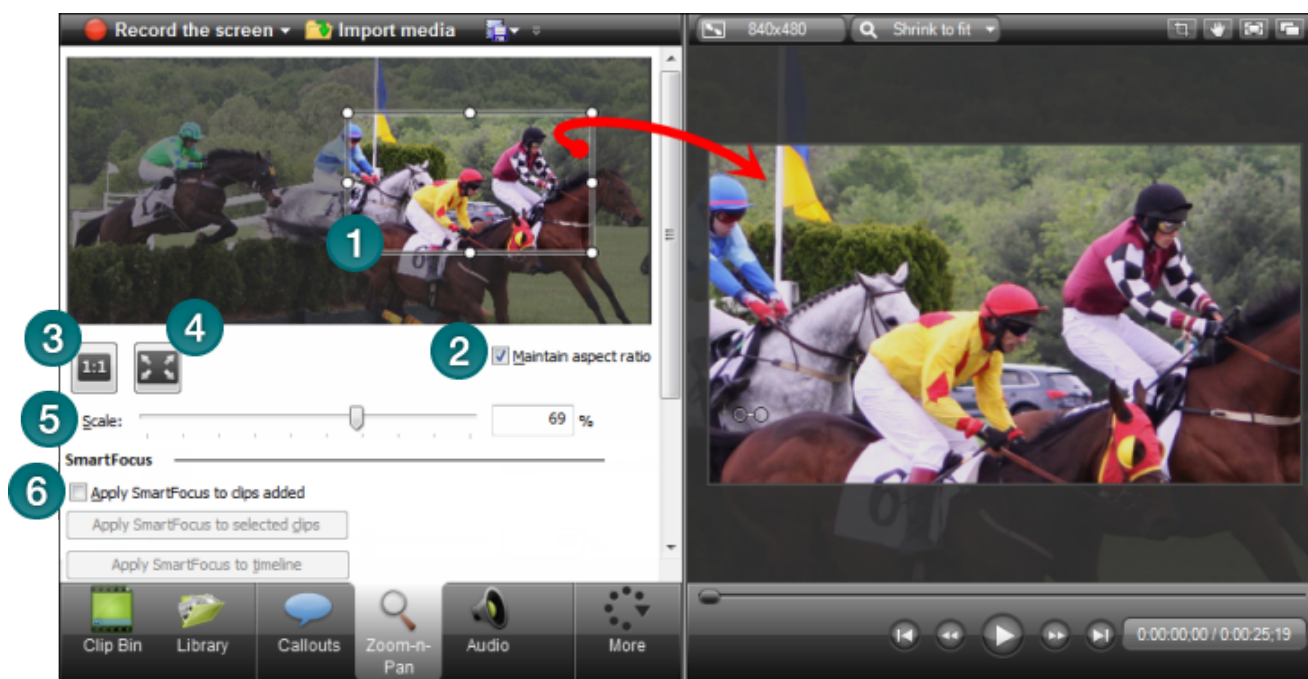 Record the screen
Import media
840x480
Shrink to fit
1
6
3
4
2
1:1
Maintain aspect ratio
5
Scale:
69 %
SmartFocus
6
Apply SmartFocus to clips added
Apply SmartFocus to selected clips
Apply SmartFocus to timeline
Clip Bin
Library
Callouts
Zoom-n-
Pan
Audio
More
0:00:00;00 / 0:00:25;19